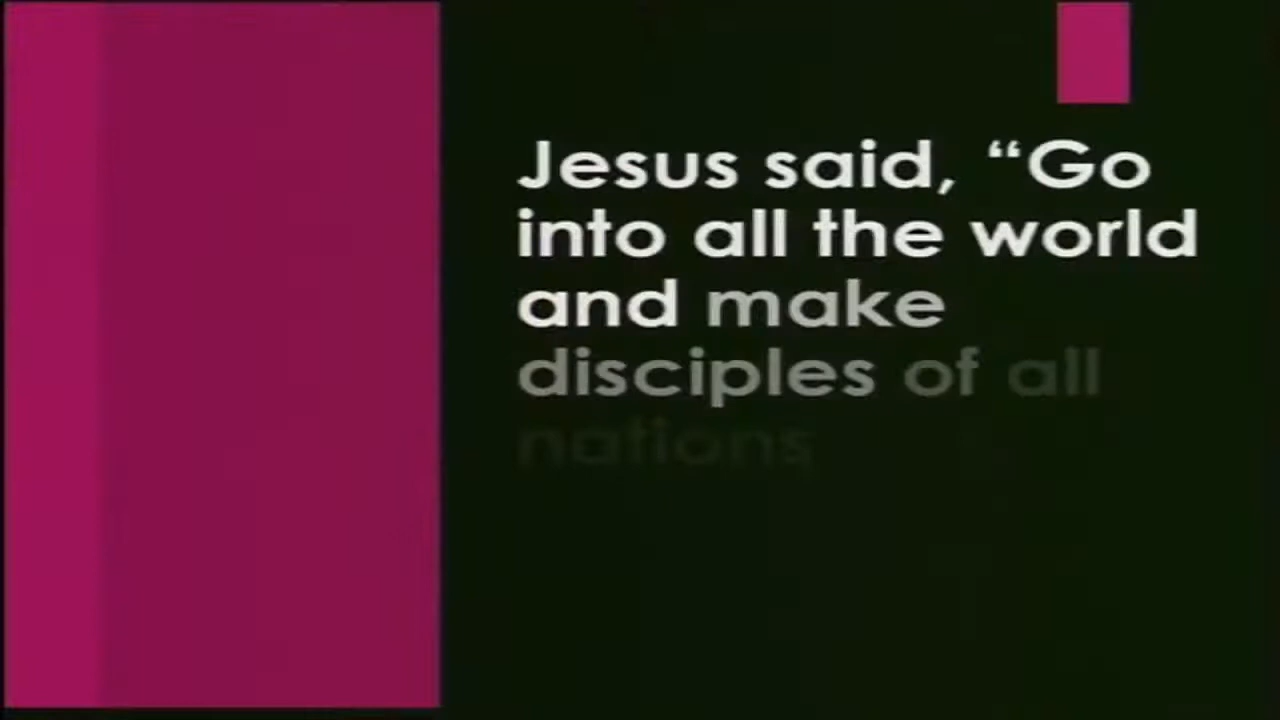 Jesus said, “Go
into all the world
and make
disciples of all
nations